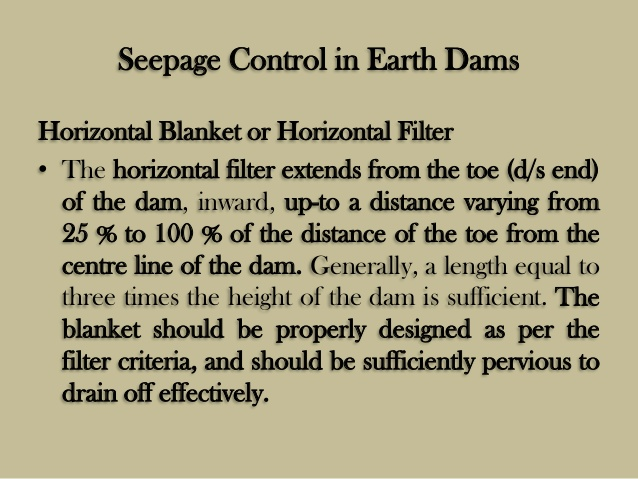 Seepage Control in Earth Dams
Horizontal Blanket or Horizontal Filter
• The horizontal filter extends from the toe (d/s end)
of the dam, inward, up-to a distance varying from
25 % to 100 % of the distance of the toe from the
centre line of the dam. Generally, a length equal to
three times the height of the dam is sufficient. The
blanket should be properly designed as per the
filter criteria, and should be sufficiently pervious to
drain off effectively.